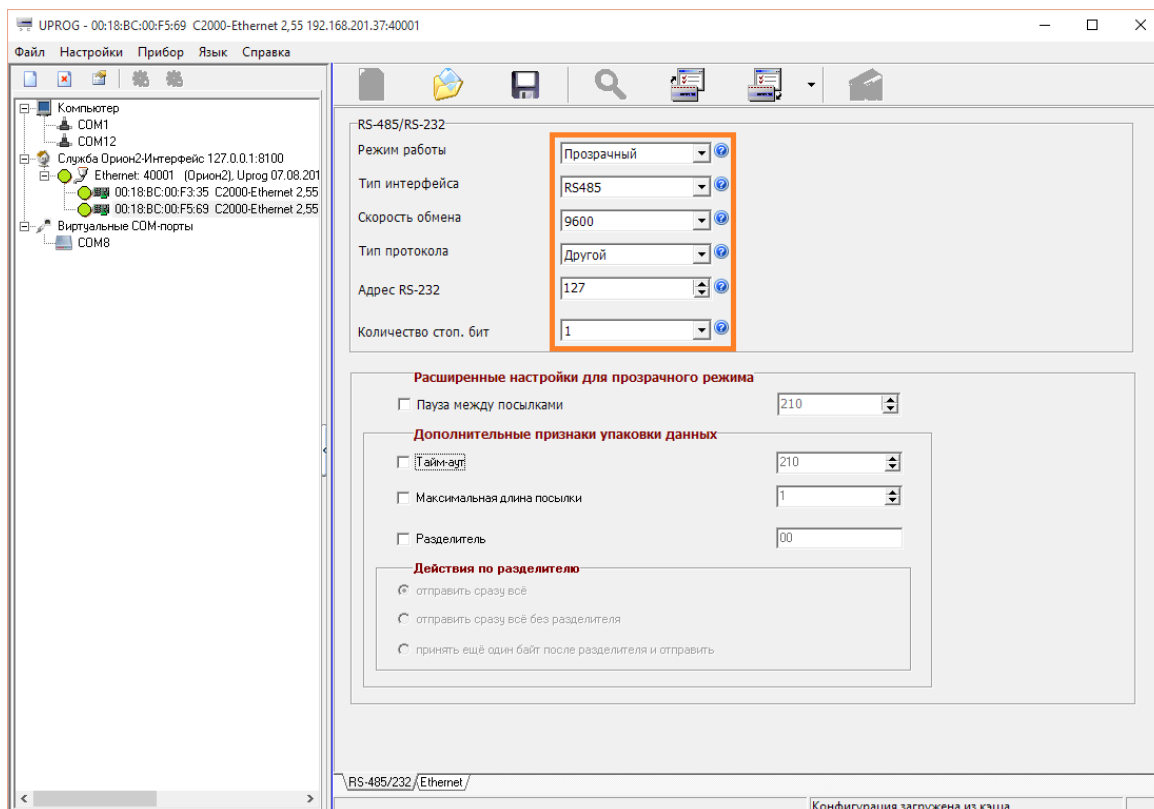 UPROG - 00:18:BC:00:F5:69 C2000-Ethernet 2,55 192.168.201.37:40001
Файл Настройки Прибор Язык Справка
Компьютер
COM1
COM12
Служба Орион2-Интерфейс 127.0.0.1:8100
Ethernet: 40001 (Орион2), Uprog 07.08.201
00:18:BC:00:F3:35 C2000-Ethernet 2,55
00:18:BC:00:F5:69 C2000-Ethernet 2,55
Виртуальные COM-порты
COM8
RS-485/RS-232
Режим работы Прозрачный
Тип интерфейса RS485
Скорость обмена 9600
Тип протокола Другой
Адрес RS-232 127
Количество стоп. бит 1
Расширенные настройки для прозрачного режима
Пауза между посылками 210
Дополнительные признаки упаковки данных
Тайм-аут 210
Максимальная длина посылки 1
Разделитель 00
Действия по разделителю
отправить сразу всё
отправить сразу всё без разделителя
принять ещё один байт после разделителя и отправить
RS-485/232 Ethernet
Конфигурация загружена из кэша